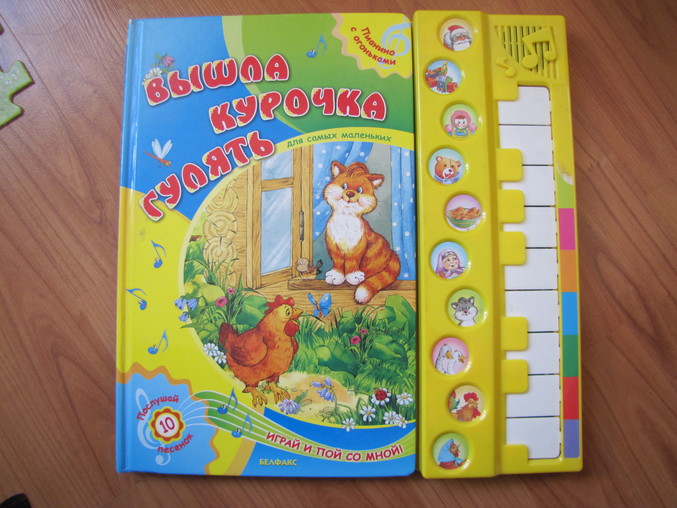 Пианино
с огоньками
ВЫШЛА
КУРОЧКА
ГУЛЯТЬ
для самых маленьких
Послушай
10
песенок
ИГРАЙ И ПОЙ СО МНОЙ!
БЕЛФАКС